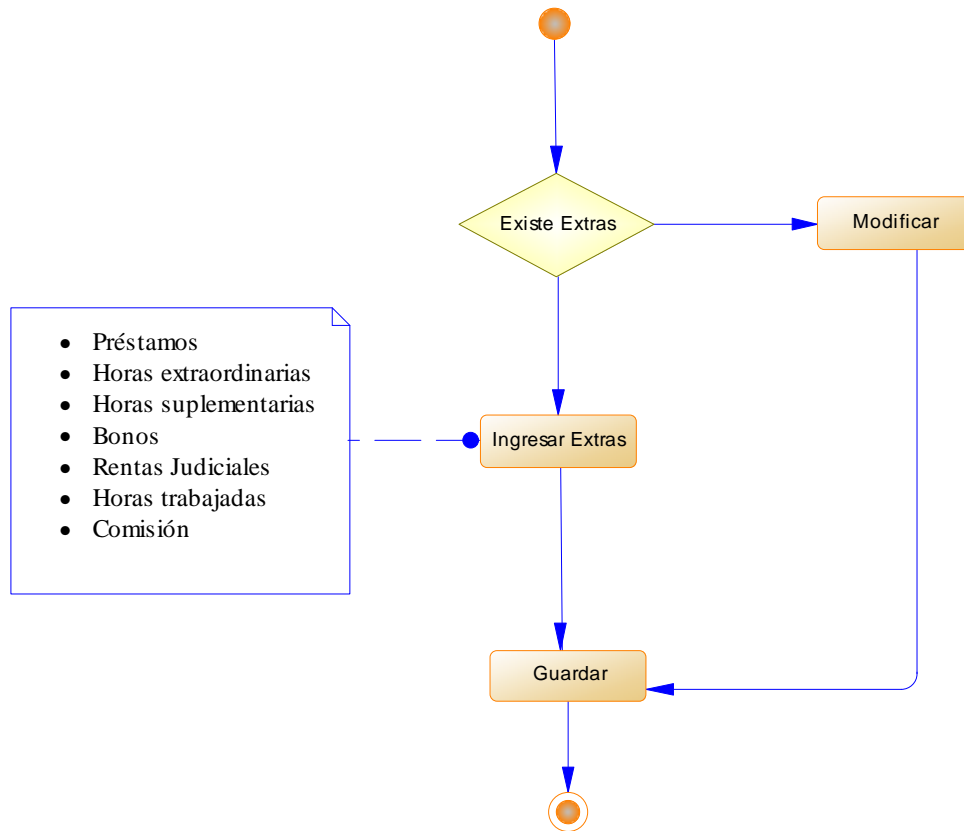 Existe Extras
Modificar
• Préstamos
• Horas extraordinarias
• Horas suplementarias
• Bonos
• Rentas Judiciales
• Horas trabajadas
• Comisión
Ingresar Extras
Guardar